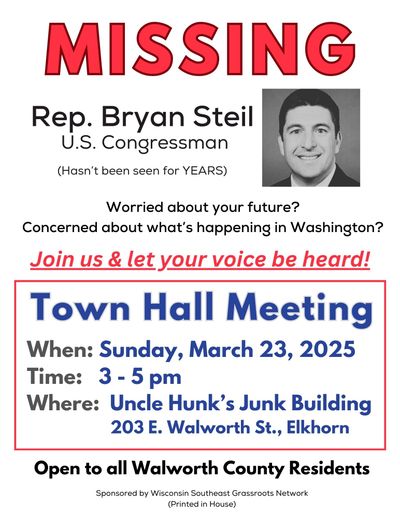 MISSING
Rep. Bryan Steil
U.S. Congressman
(Hasn't been seen for YEARS)
Worried about your future?
Concerned about what's happening in Washington?
Join us & let your voice be heard!
Town Hall Meeting
When: Sunday, March 23, 2025
Time: 3 - 5 pm
Where: Uncle Hunk's Junk Building
203 E. Walworth St., Elkhorn
Open to all Walworth County Residents
Sponsored by Wisconsin Southeast Grassroots Network
(Printed in House)